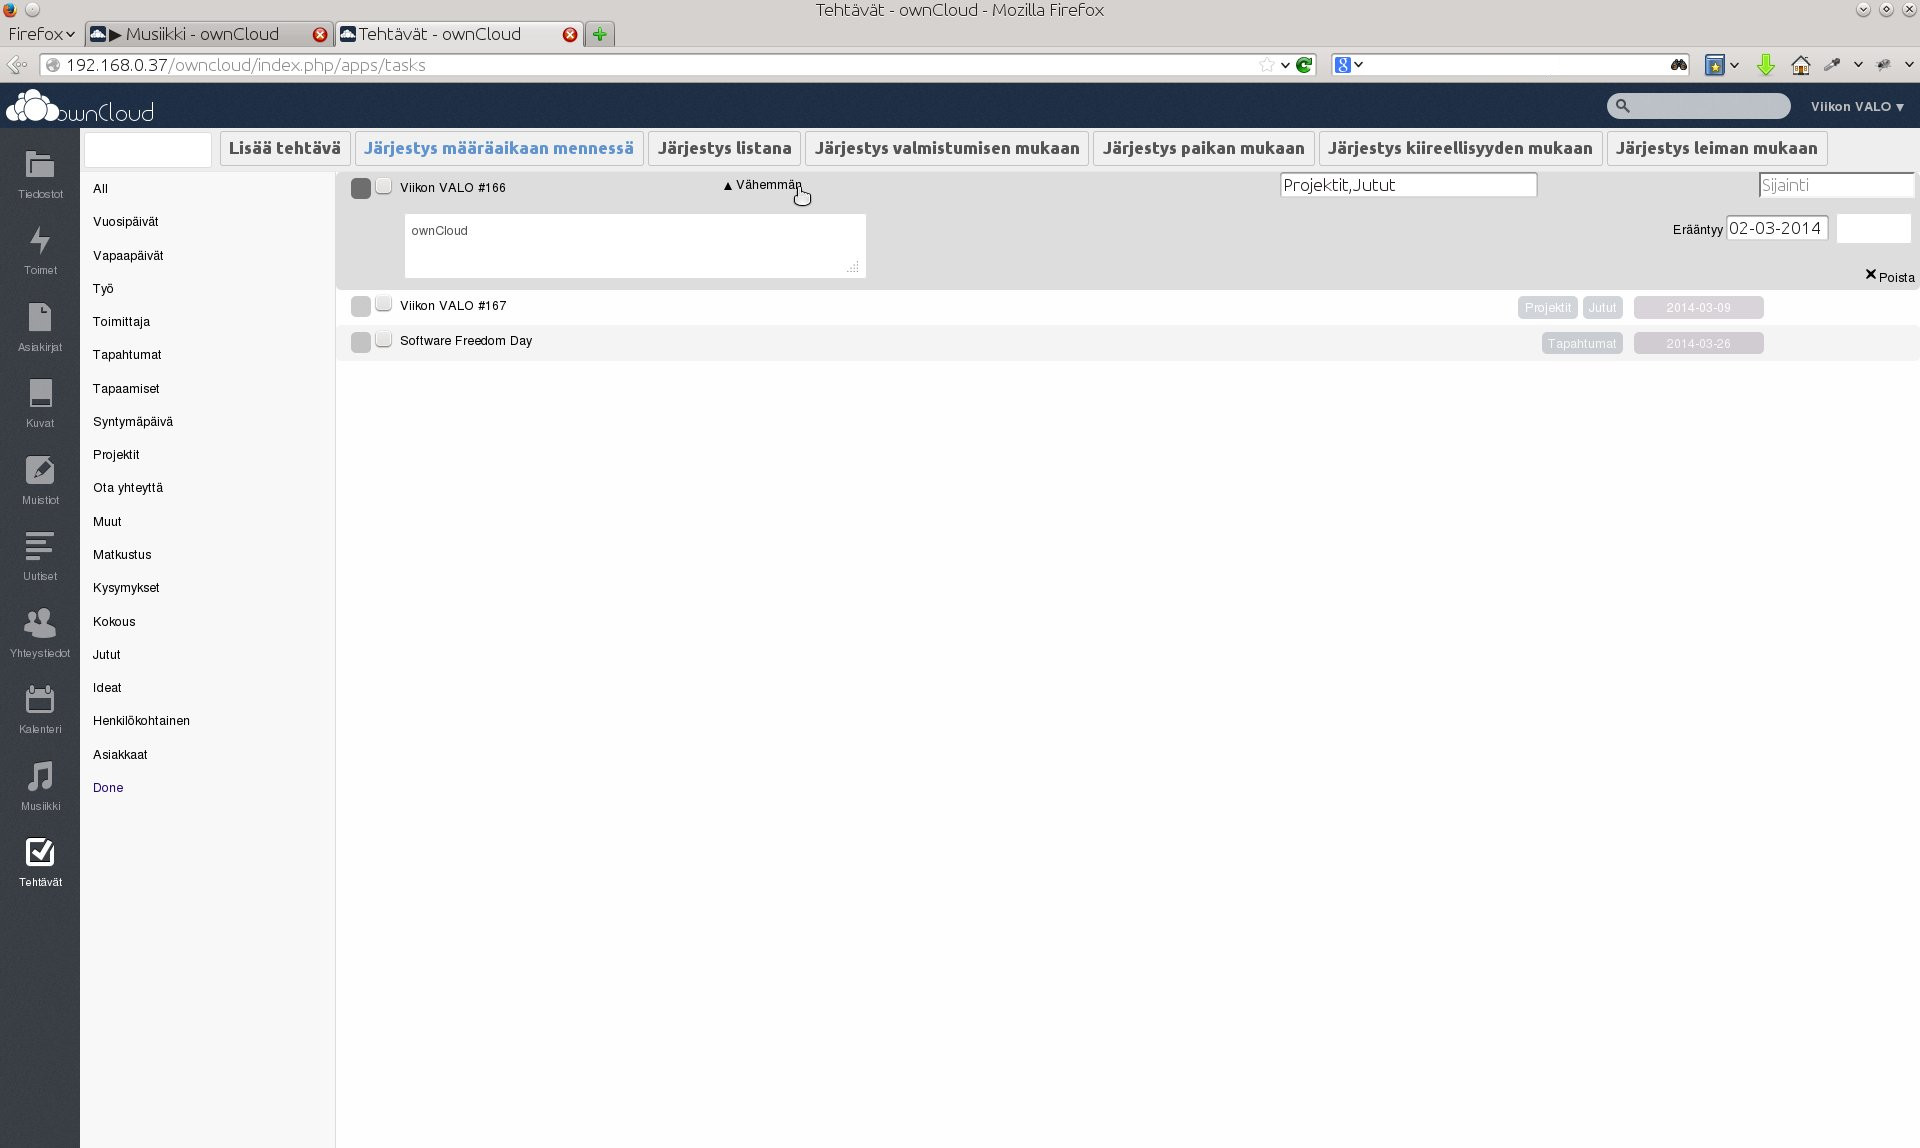 Tehtävät - ownCloud - Mozilla Firefox
Firefox ▶ Musiikki - ownCloud Tehtävät - ownCloud
192.168.0.37/owncloud/index.php/apps/tasks
ownCloud Viikon VALO ▼
Lisää tehtävä Järjestys määräaikaan mennessä Järjestys listana Järjestys valmistumisen mukaan Järjestys paikan mukaan Järjestys kiireellisyyden mukaan Järjestys leiman mukaan
Tiedostot
Toimet
Asiakirjat
Kuvat
Muistiot
Uutiset
Yhteystiedot
Kalenteri
Musiikki
Tehtävät
All
Vuosipäivät
Vapaapäivät
Työ
Toimittaja
Tapahtumat
Tapaamiset
Syntymäpäivä
Projektit
Ota yhteyttä
Muut
Matkustus
Kysymykset
Kokous
Jutut
Ideat
Henkilökohtainen
Asiakkaat
Done
Viikon VALO #166 ▲ Vähemmän Projektit,Jutut Sijainti
ownCloud Erääntyy 02-03-2014
✕ Poista
Viikon VALO #167 Projektit Jutut 2014-03-09
Software Freedom Day Tapahtumat 2014-03-26